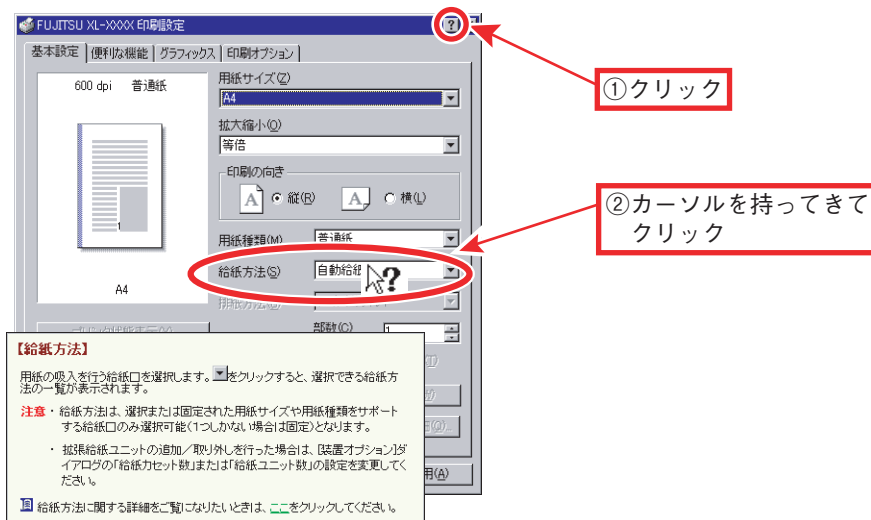 FUJITSU XL-XXXX 印刷設定
?
基本設定 便利な機能 グラフィックス 印刷オプション
600 dpi 普通紙
A4
用紙サイズ(Z)
A4
拡大縮小(O)
等倍
印刷の向き
A 縦(R) A 横(L)
用紙種類(M) 普通紙
給紙方法(S) 自動給紙
?
部数(C) 1
用(A)
①クリック
②カーソルを持ってきて
クリック
【給紙方法】
用紙の吸入を行う給紙口を選択します。をクリックすると、選択できる給紙方
法の一覧が表示されます。
注意・給紙方法は、選択または固定された用紙サイズや用紙種類をサポート
する給紙口のみ選択可能(1つしかない場合は固定)となります。
・拡張給紙ユニットの追加/取り外しを行った場合は、[装置オプション]ダ
イアログの「給紙カセット数」または「給紙ユニット数」の設定を変更してく
ださい。
給紙方法に関する詳細をご覧になりたいときは、ここをクリックしてください。